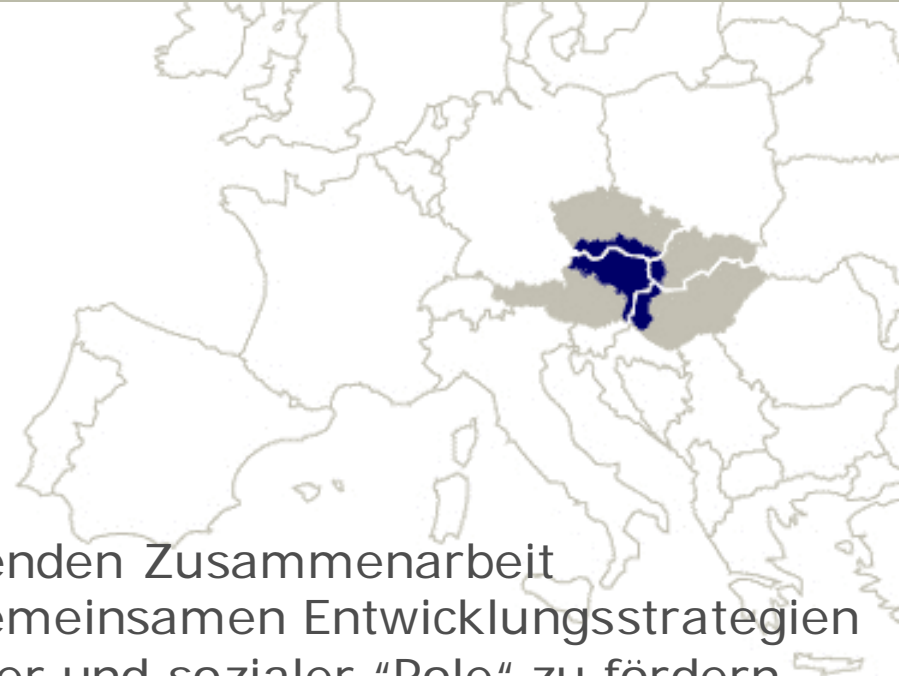 enden Zusammenarbeit
emeinsamen Entwicklungsstrategien
er und sozialer "Pole" zu fördern